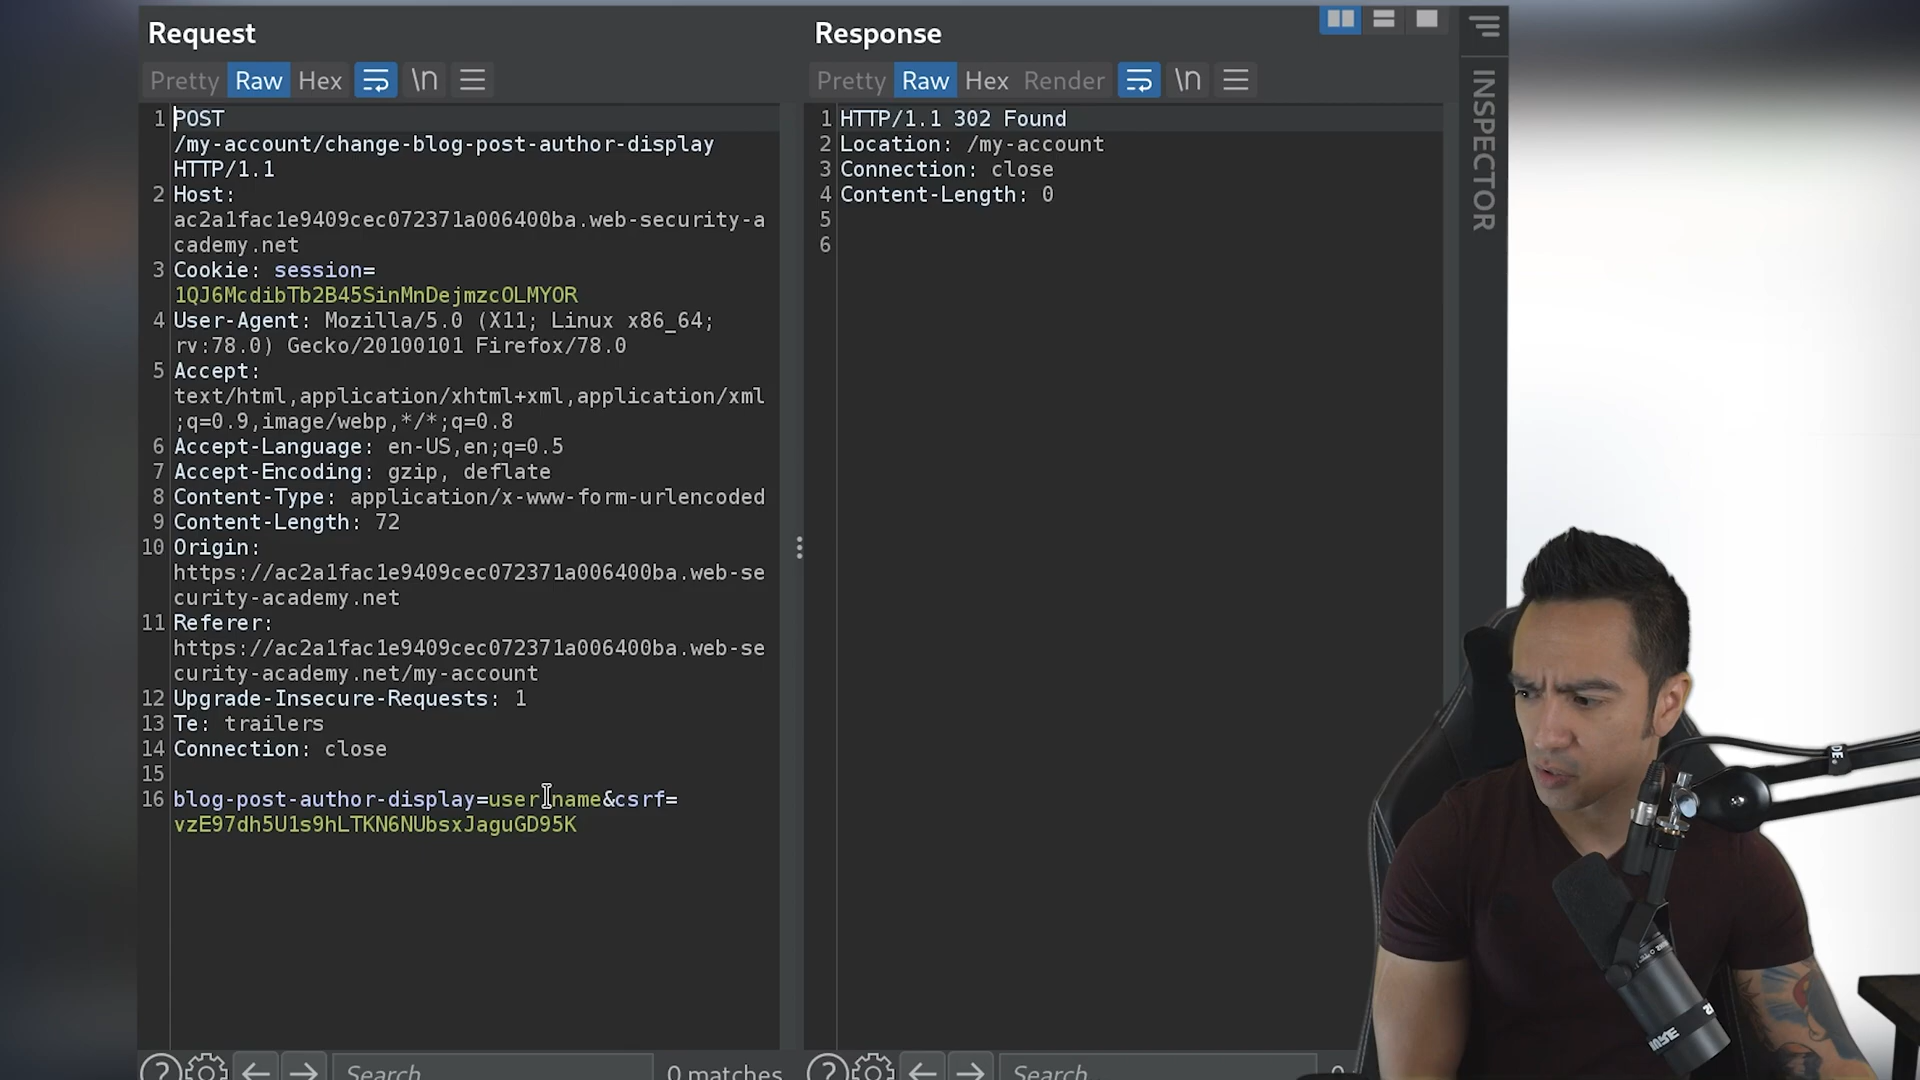 Request
Pretty Raw Hex \n
1 POST
/my-account/change-blog-post-author-display
HTTP/1.1
2 Host:
ac2a1fac1e9409cec072371a006400ba.web-security-a
cademy.net
3 Cookie: session=
1QJ6McdibTb2B45SinMnDejmzcOLMYOR
4 User-Agent: Mozilla/5.0 (X11; Linux x86_64;
rv:78.0) Gecko/20100101 Firefox/78.0
5 Accept:
text/html,application/xhtml+xml,application/xml
;q=0.9,image/webp,*/*;q=0.8
6 Accept-Language: en-US,en;q=0.5
7 Accept-Encoding: gzip, deflate
8 Content-Type: application/x-www-form-urlencoded
9 Content-Length: 72
10 Origin:
https://ac2a1fac1e9409cec072371a006400ba.web-se
curity-academy.net
11 Referer:
https://ac2a1fac1e9409cec072371a006400ba.web-se
curity-academy.net/my-account
12 Upgrade-Insecure-Requests: 1
13 Te: trailers
14 Connection: close
15
16 blog-post-author-display=user.name&csrf=
vzE97dh5U1s9hLTKN6NUbsxJaguGD95K
Search...
0 matches
Response
Pretty Raw Hex Render \n
1 HTTP/1.1 302 Found
2 Location: /my-account
3 Connection: close
4 Content-Length: 0
5
6
Search...
0
INSPECTOR